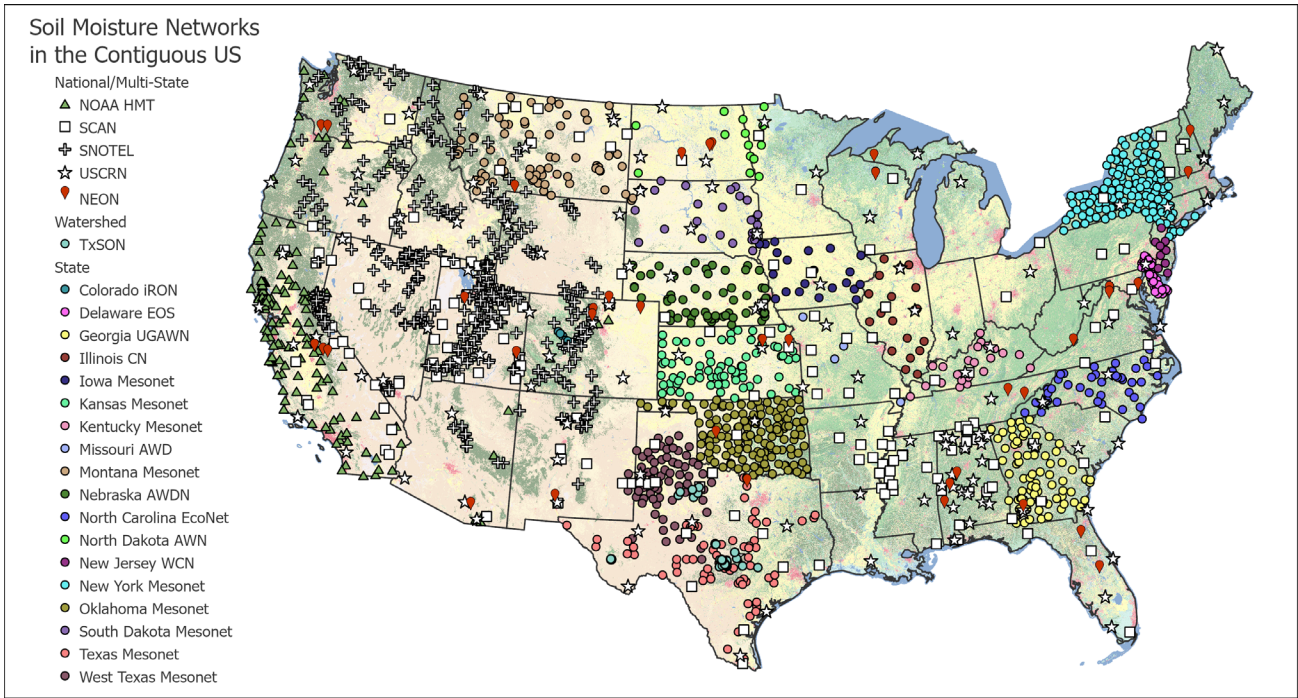 Soil Moisture Networks
in the Contiguous US
National/Multi-State
NOAA HMT
SCAN
SNOTEL
USCRN
NEON
Watershed
TxSON
State
Colorado iRON
Delaware EOS
Georgia UGAWN
Illinois CN
Iowa Mesonet
Kansas Mesonet
Kentucky Mesonet
Missouri AWD
Montana Mesonet
Nebraska AWDN
North Carolina EcoNet
North Dakota AWN
New Jersey WCN
New York Mesonet
Oklahoma Mesonet
South Dakota Mesonet
Texas Mesonet
West Texas Mesonet